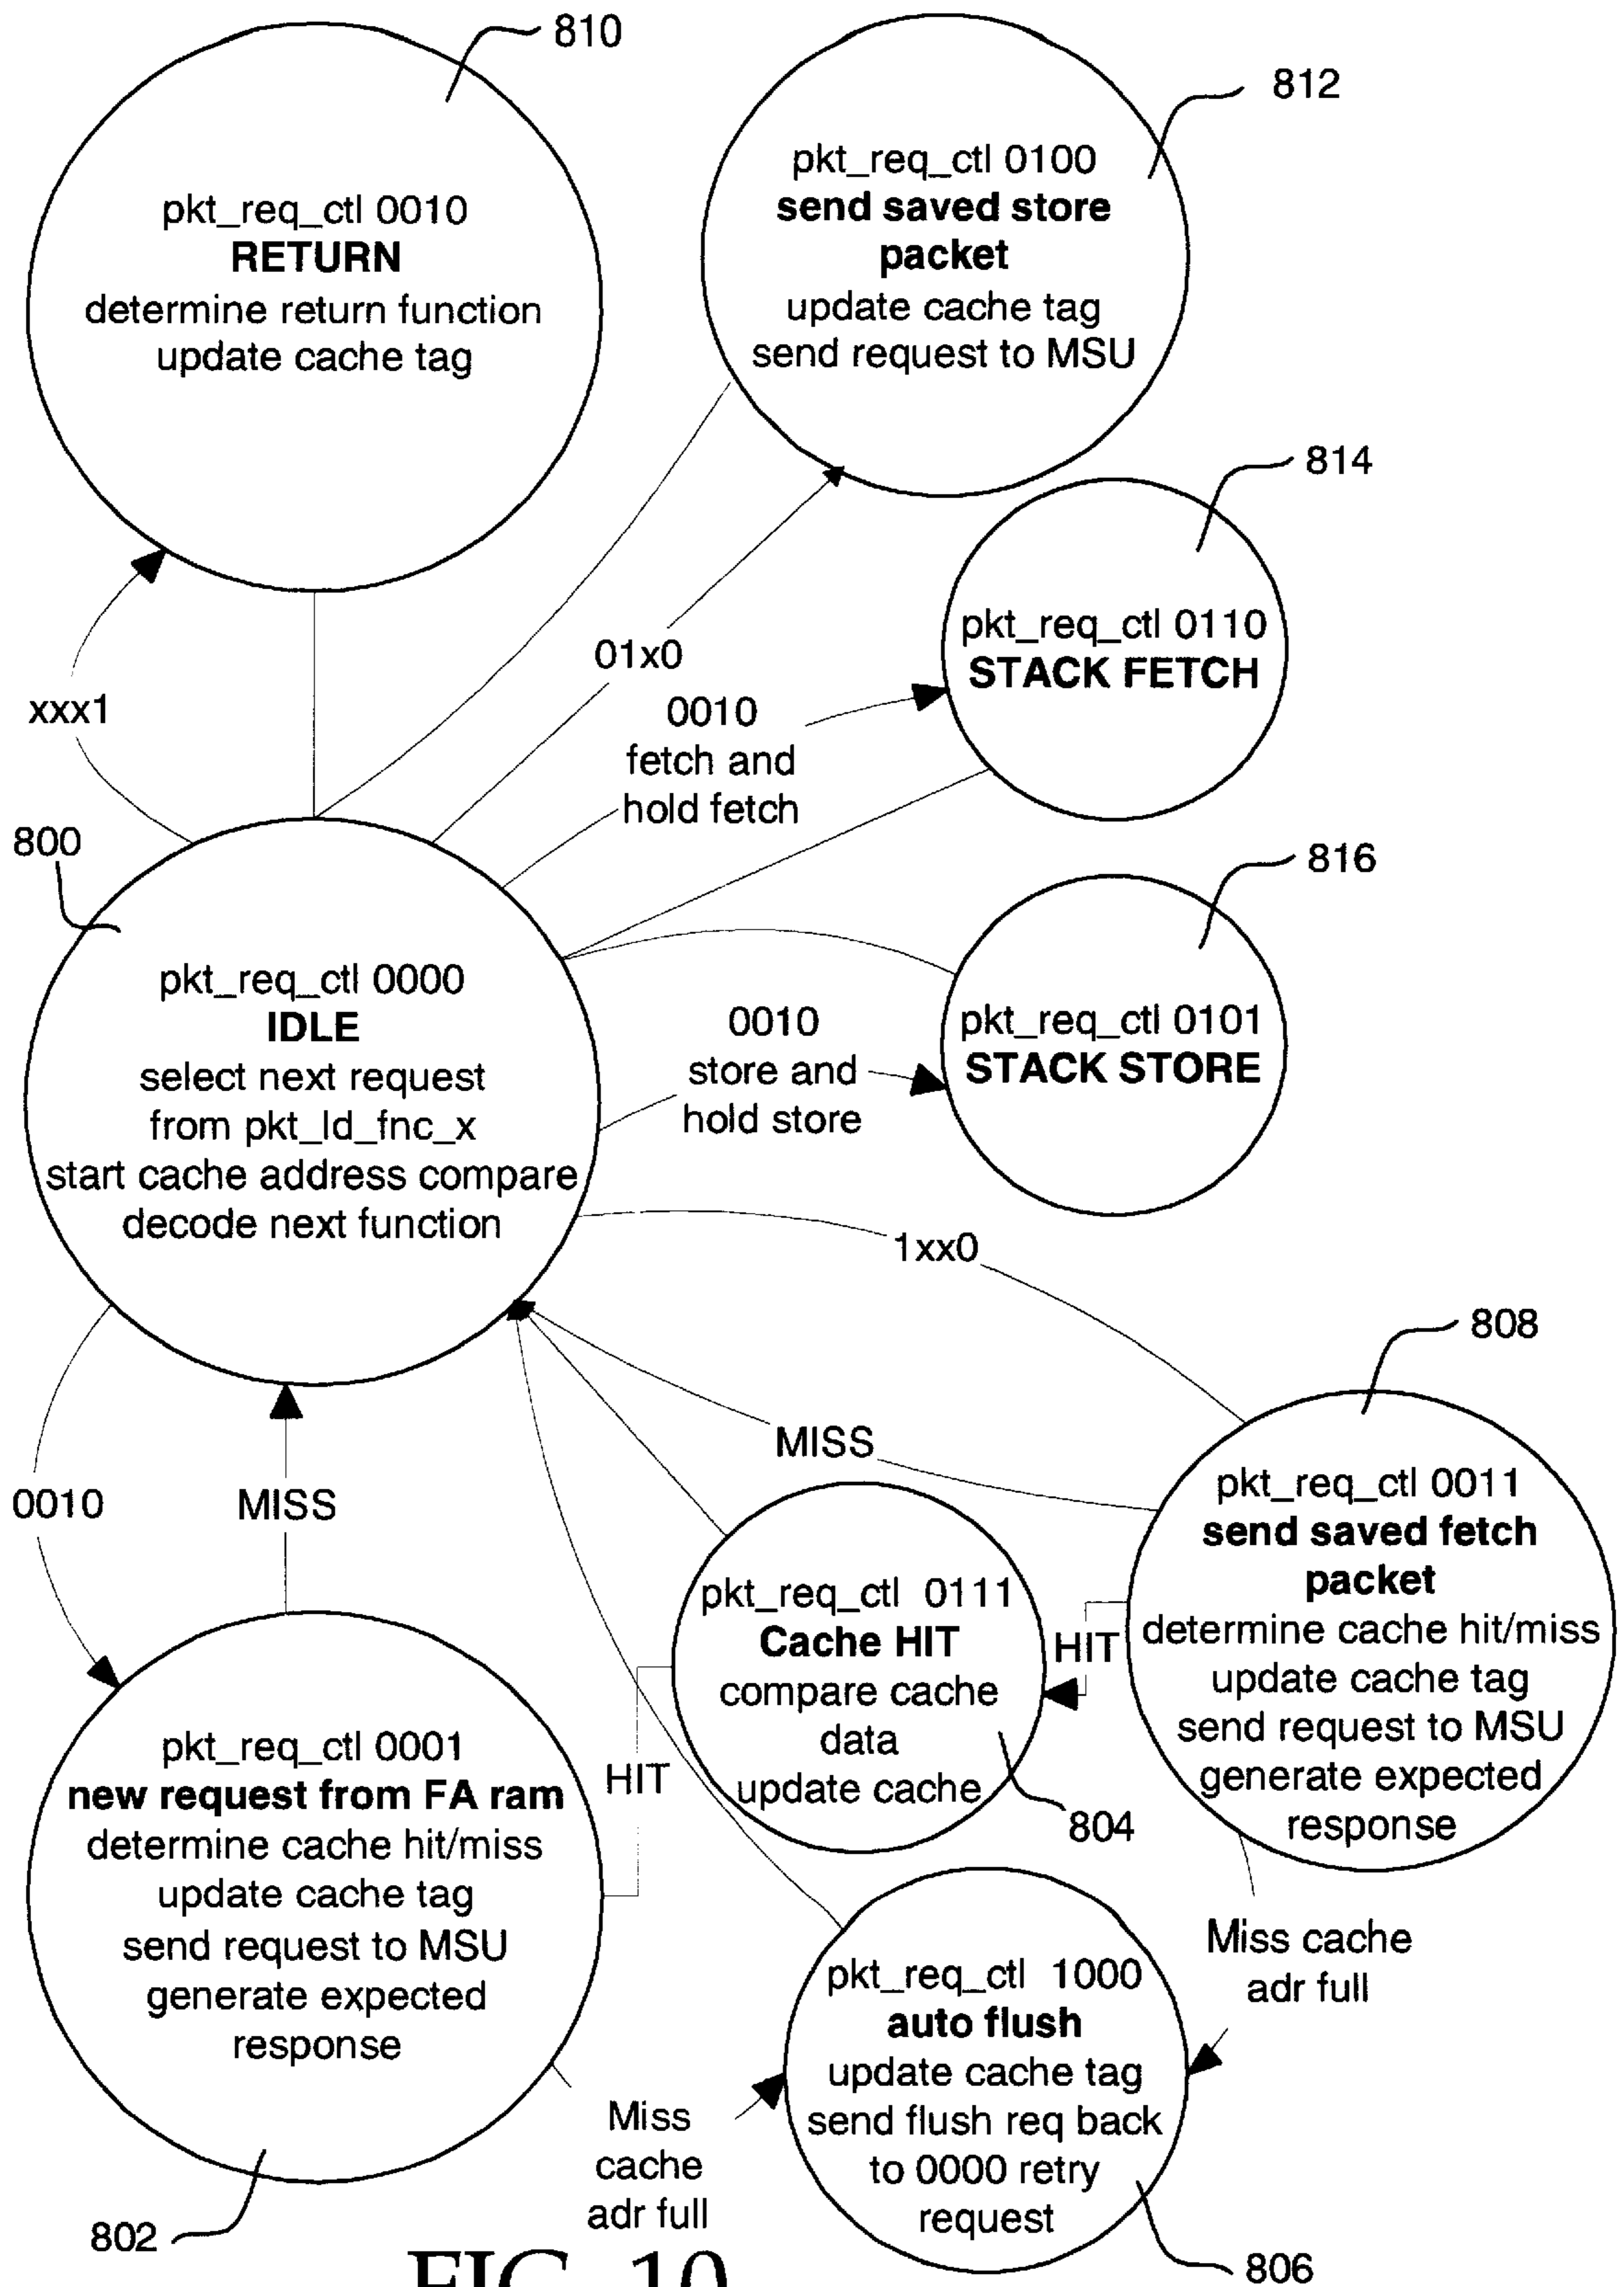 810
pkt_req_ctl 0010
RETURN
determine return function
update cache tag
812
pkt_req_ctl 0100
send saved store
packet
update cache tag
send request to MSU
814
pkt_req_ctl 0110
STACK FETCH
01x0
0010
fetch and
hold fetch
xxx1
800
pkt_req_ctl 0000
IDLE
select next request
from pkt_ld_fnc_x
start cache address compare
decode next function
816
pkt_req_ctl 0101
STACK STORE
0010
store and
hold store
1xx0
808
pkt_req_ctl 0011
send saved fetch
packet
determine cache hit/miss
update cache tag
send request to MSU
generate expected
response
MISS
0010
MISS
pkt_req_ctl 0111
Cache HIT
compare cache
data
update cache
HIT
804
HIT
pkt_req_ctl 0001
new request from FA ram
determine cache hit/miss
update cache tag
send request to MSU
generate expected
response
802
Miss cache
adr full
Miss
cache
adr full
pkt_req_ctl 1000
auto flush
update cache tag
send flush req back
to 0000 retry
request
806
FIG. 10